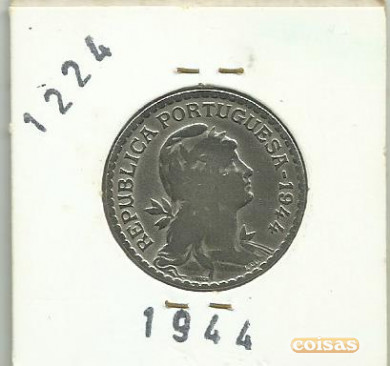 1224
REPUBLICA PORTUGUESA-1944
1944
coisas